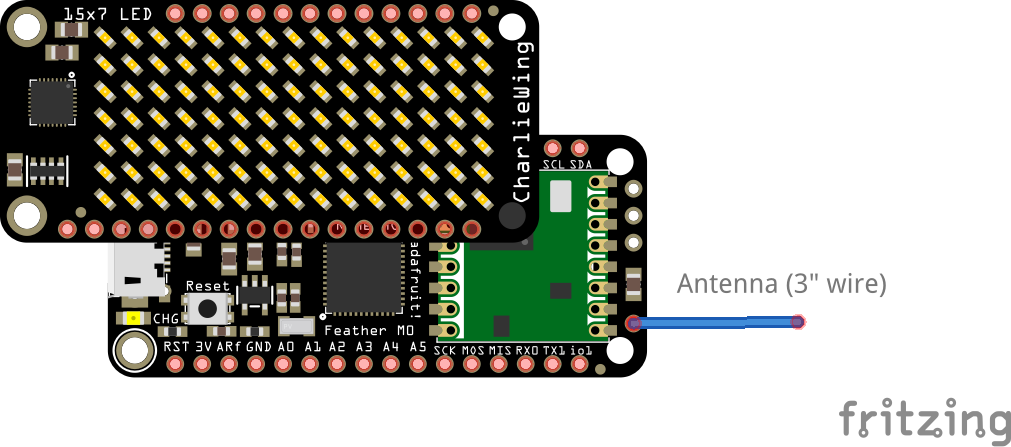 15x7 LED
CharlieWing
SCL SDA
adafruit!
Reset
Antenna (3" wire)
CHG
Feather M0
RST 3V ARf GND A0 A1 A2 A3 A4 A5 SCK MOS MIS RX0 TX1 io1
fritzing